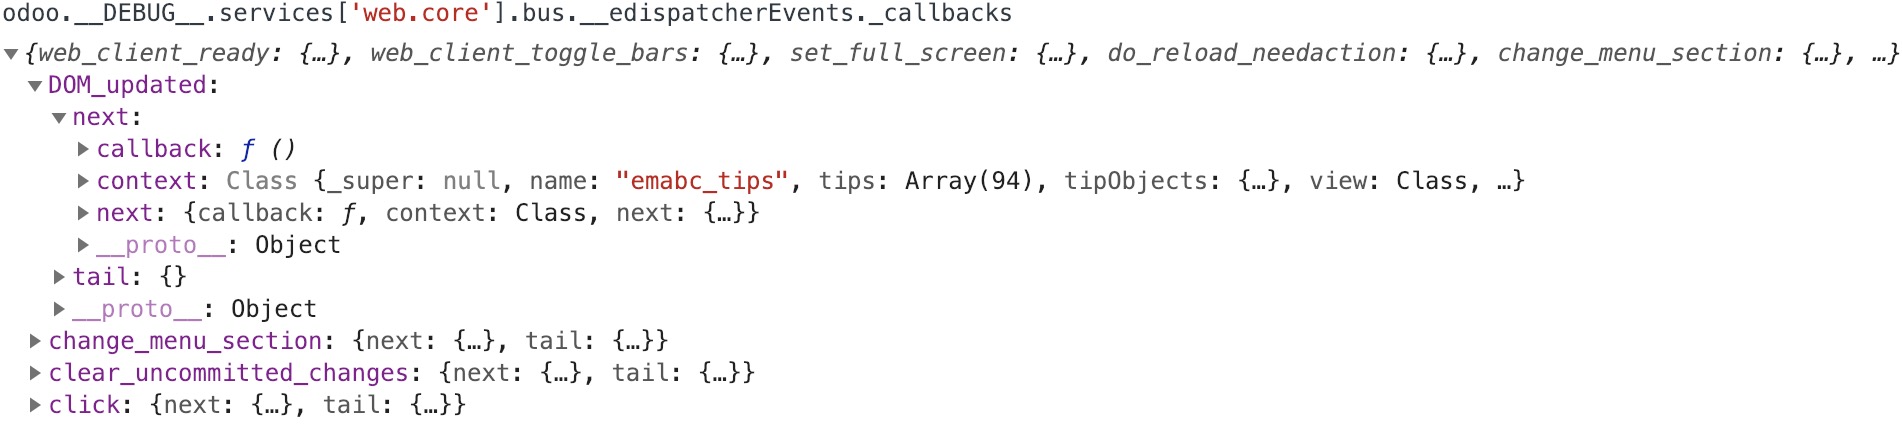 odoo.__DEBUG__.services['web.core'].bus.__edispatcherEvents._callbacks
▼{web_client_ready: {…}, web_client_toggle_bars: {…}, set_full_screen: {…}, do_reload_needaction: {…}, change_menu_section: {…}, …}
▼DOM_updated:
▼next:
▶callback: ƒ ()
▶context: Class {_super: null, name: "emabc_tips", tips: Array(94), tipObjects: {…}, view: Class, …}
▶next: {callback: ƒ, context: Class, next: {…}}
▶__proto__: Object
▶tail: {}
▶__proto__: Object
▶change_menu_section: {next: {…}, tail: {…}}
▶clear_uncommitted_changes: {next: {…}, tail: {…}}
▶click: {next: {…}, tail: {…}}